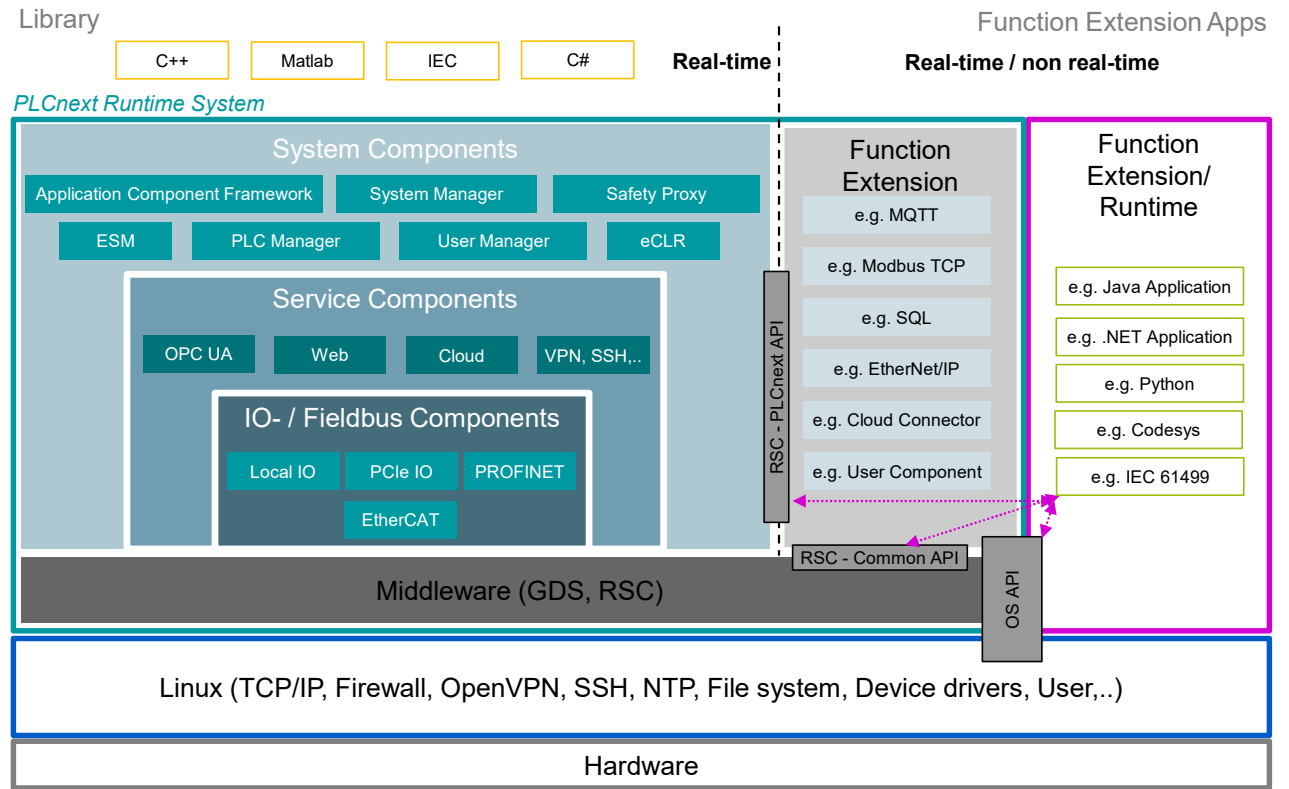 Library
Function Extension Apps
C++
Matlab
IEC
C#
Real-time
Real-time / non real-time
PLCnext Runtime System
System Components
Application Component Framework
System Manager
Safety Proxy
ESM
PLC Manager
User Manager
eCLR
Service Components
OPC UA
Web
Cloud
VPN, SSH,..
IO- / Fieldbus Components
Local IO
PCIe IO
PROFINET
EtherCAT
RSC - PLCnext API
Function
Extension
e.g. MQTT
e.g. Modbus TCP
e.g. SQL
e.g. EtherNet/IP
e.g. Cloud Connector
e.g. User Component
Function
Extension/
Runtime
e.g. Java Application
e.g. .NET Application
e.g. Python
e.g. Codesys
e.g. IEC 61499
RSC - Common API
OS API
Middleware (GDS, RSC)
Linux (TCP/IP, Firewall, OpenVPN, SSH, NTP, File system, Device drivers, User,..)
Hardware